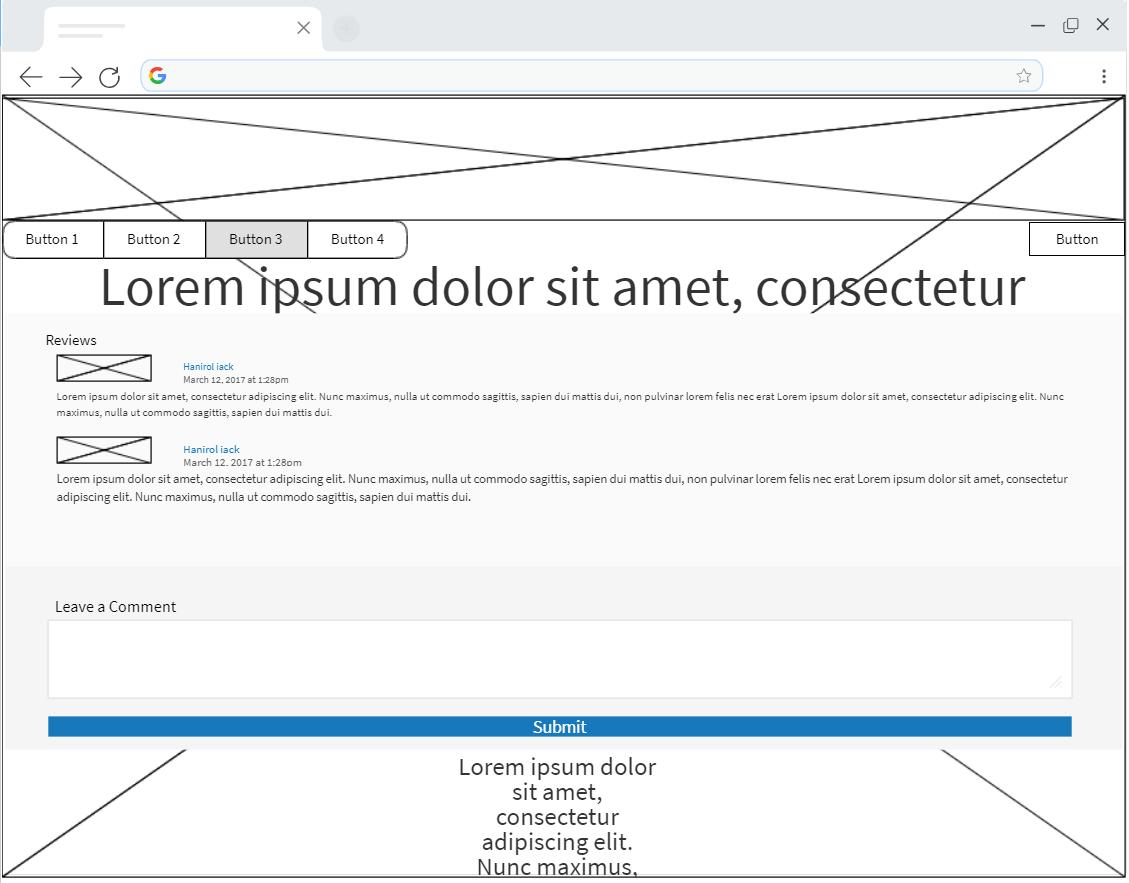 Button 1 Button 2 Button 3 Button 4 Button
Lorem ipsum dolor sit amet, consectetur
Reviews
Hanirol iack
March 12, 2017 at 1:28pm
Lorem ipsum dolor sit amet, consectetur adipiscing elit. Nunc maximus, nulla ut commodo sagittis, sapien dui mattis dui, non pulvinar lorem felis nec erat Lorem ipsum dolor sit amet, consectetur adipiscing elit. Nunc
maximus, nulla ut commodo sagittis, sapien dui mattis dui.
Hanirol iack
March 12, 2017 at 1:28pm
Lorem ipsum dolor sit amet, consectetur adipiscing elit. Nunc maximus, nulla ut commodo sagittis, sapien dui mattis dui, non pulvinar lorem felis nec erat Lorem ipsum dolor sit amet, consectetur
adipiscing elit. Nunc maximus, nulla ut commodo sagittis, sapien dui mattis dui.
Leave a Comment
Submit
Lorem ipsum dolor
sit amet,
consectetur
adipiscing elit.
Nunc maximus,